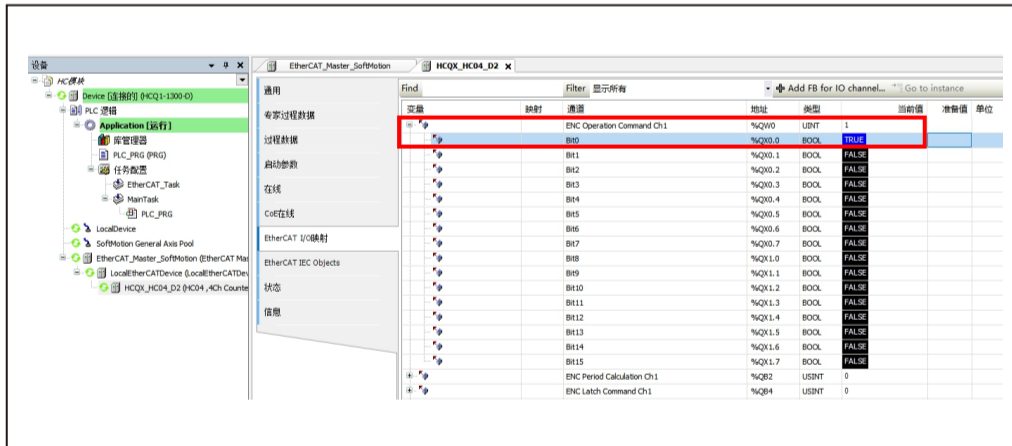 设备
EtherCAT_Master_SoftMotion
HCQX_HC04_D2
HC模块
Device [连接的] (HCQ1-1300-D)
PLC 逻辑
Application [运行]
库管理器
PLC_PRG (PRG)
任务配置
EtherCAT_Task
MainTask
PLC_PRG
LocalDevice
SoftMotion General Axis Pool
EtherCAT_Master_SoftMotion (EtherCAT Mas
LocalEtherCATDevice (LocalEtherCATDev
HCQX_HC04_D2 (HC04 ,4Ch Counte
通用
专家过程数据
过程数据
启动参数
在线
CoE在线
EtherCAT I/O映射
EtherCAT IEC Objects
状态
信息
Find Filter 显示所有 Add FB for IO channel... Go to instance
变量 映射 通道 地址 类型 当前值 准备值 单位
ENC Operation Command Ch1 %QW0 UINT 1
Bit0 %QX0.0 BOOL TRUE
Bit1 %QX0.1 BOOL FALSE
Bit2 %QX0.2 BOOL FALSE
Bit3 %QX0.3 BOOL FALSE
Bit4 %QX0.4 BOOL FALSE
Bit5 %QX0.5 BOOL FALSE
Bit6 %QX0.6 BOOL FALSE
Bit7 %QX0.7 BOOL FALSE
Bit8 %QX1.0 BOOL FALSE
Bit9 %QX1.1 BOOL FALSE
Bit10 %QX1.2 BOOL FALSE
Bit11 %QX1.3 BOOL FALSE
Bit12 %QX1.4 BOOL FALSE
Bit13 %QX1.5 BOOL FALSE
Bit14 %QX1.6 BOOL FALSE
Bit15 %QX1.7 BOOL FALSE
ENC Period Calculation Ch1 %QB2 USINT 0
ENC Latch Command Ch1 %QB4 USINT 0